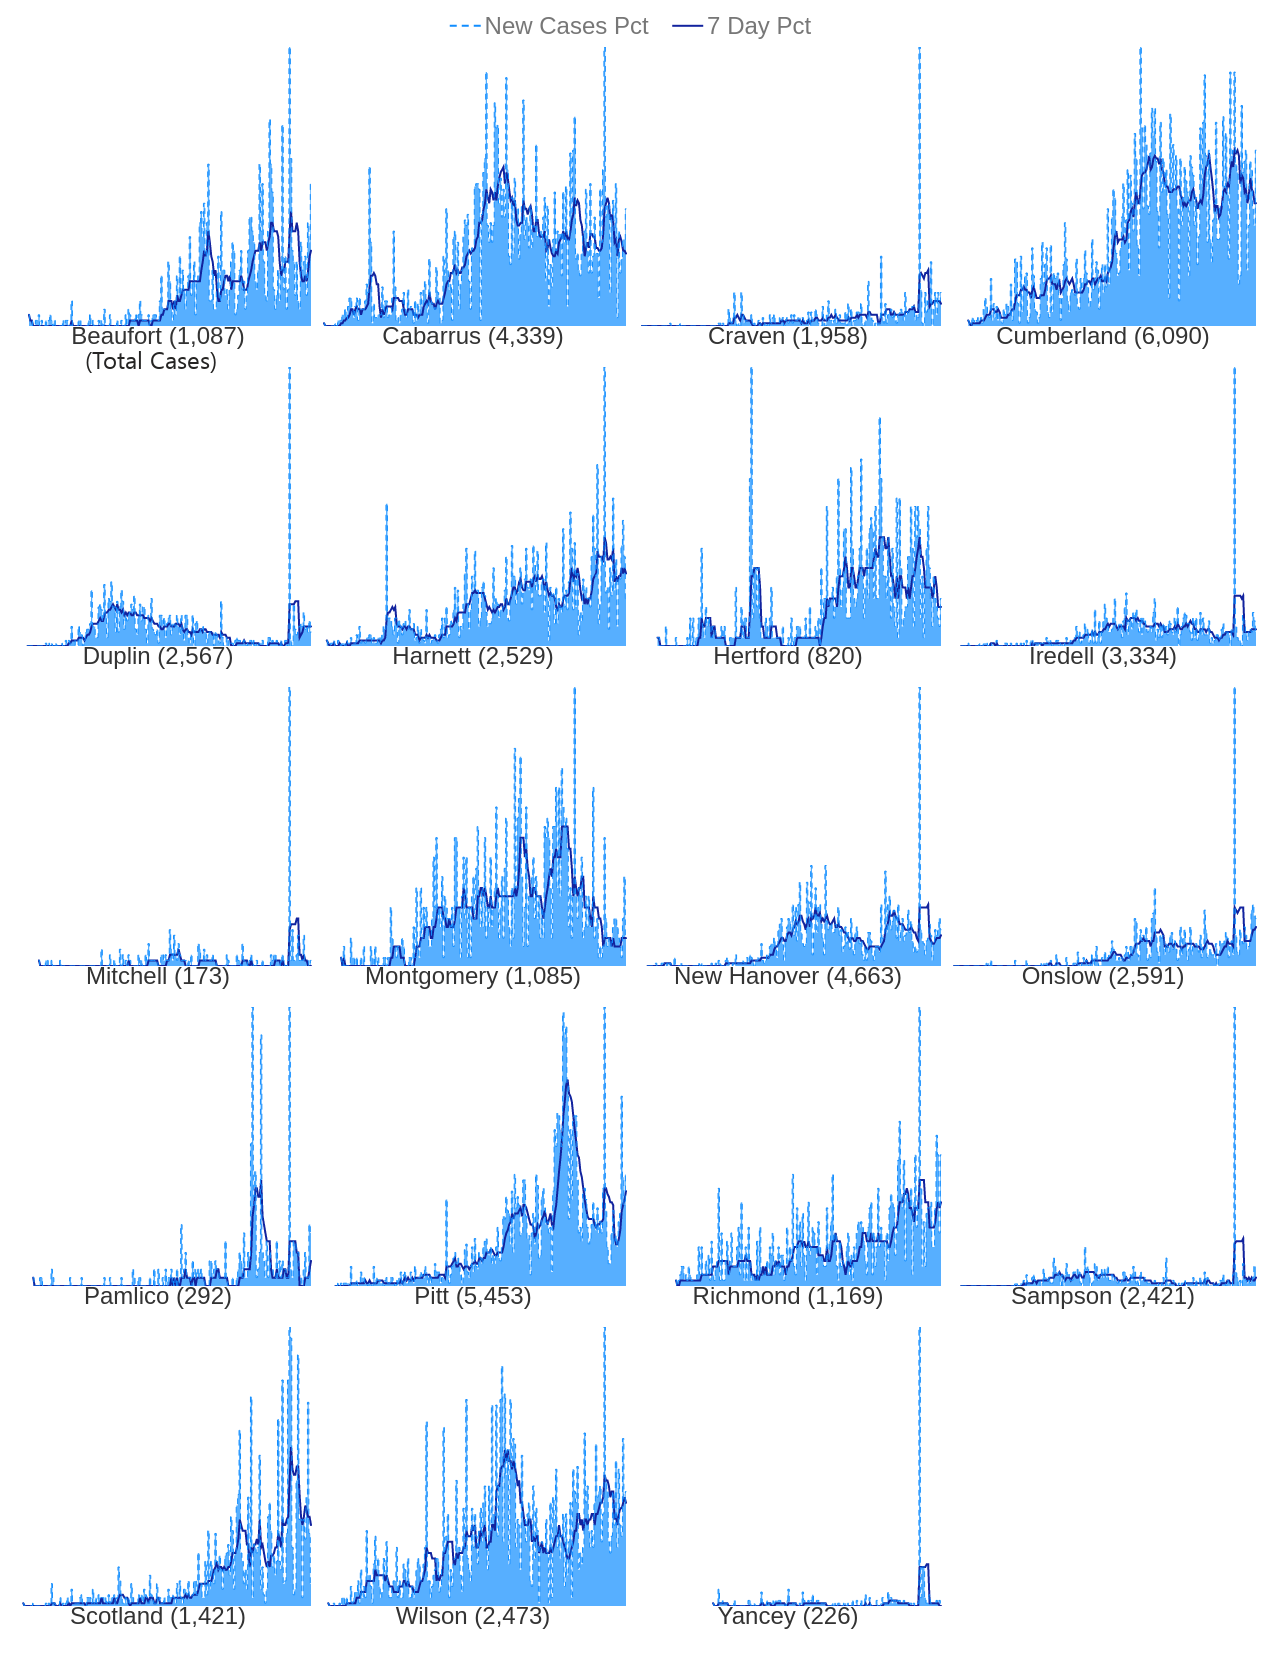 New Cases Pct 7 Day Pct
Beaufort (1,087) Cabarrus (4,339) Craven (1,958) Cumberland (6,090)
(Total Cases)
Duplin (2,567) Harnett (2,529) Hertford (820) Iredell (3,334)
Mitchell (173) Montgomery (1,085) New Hanover (4,663) Onslow (2,591)
Pamlico (292) Pitt (5,453) Richmond (1,169) Sampson (2,421)
Scotland (1,421) Wilson (2,473) Yancey (226)